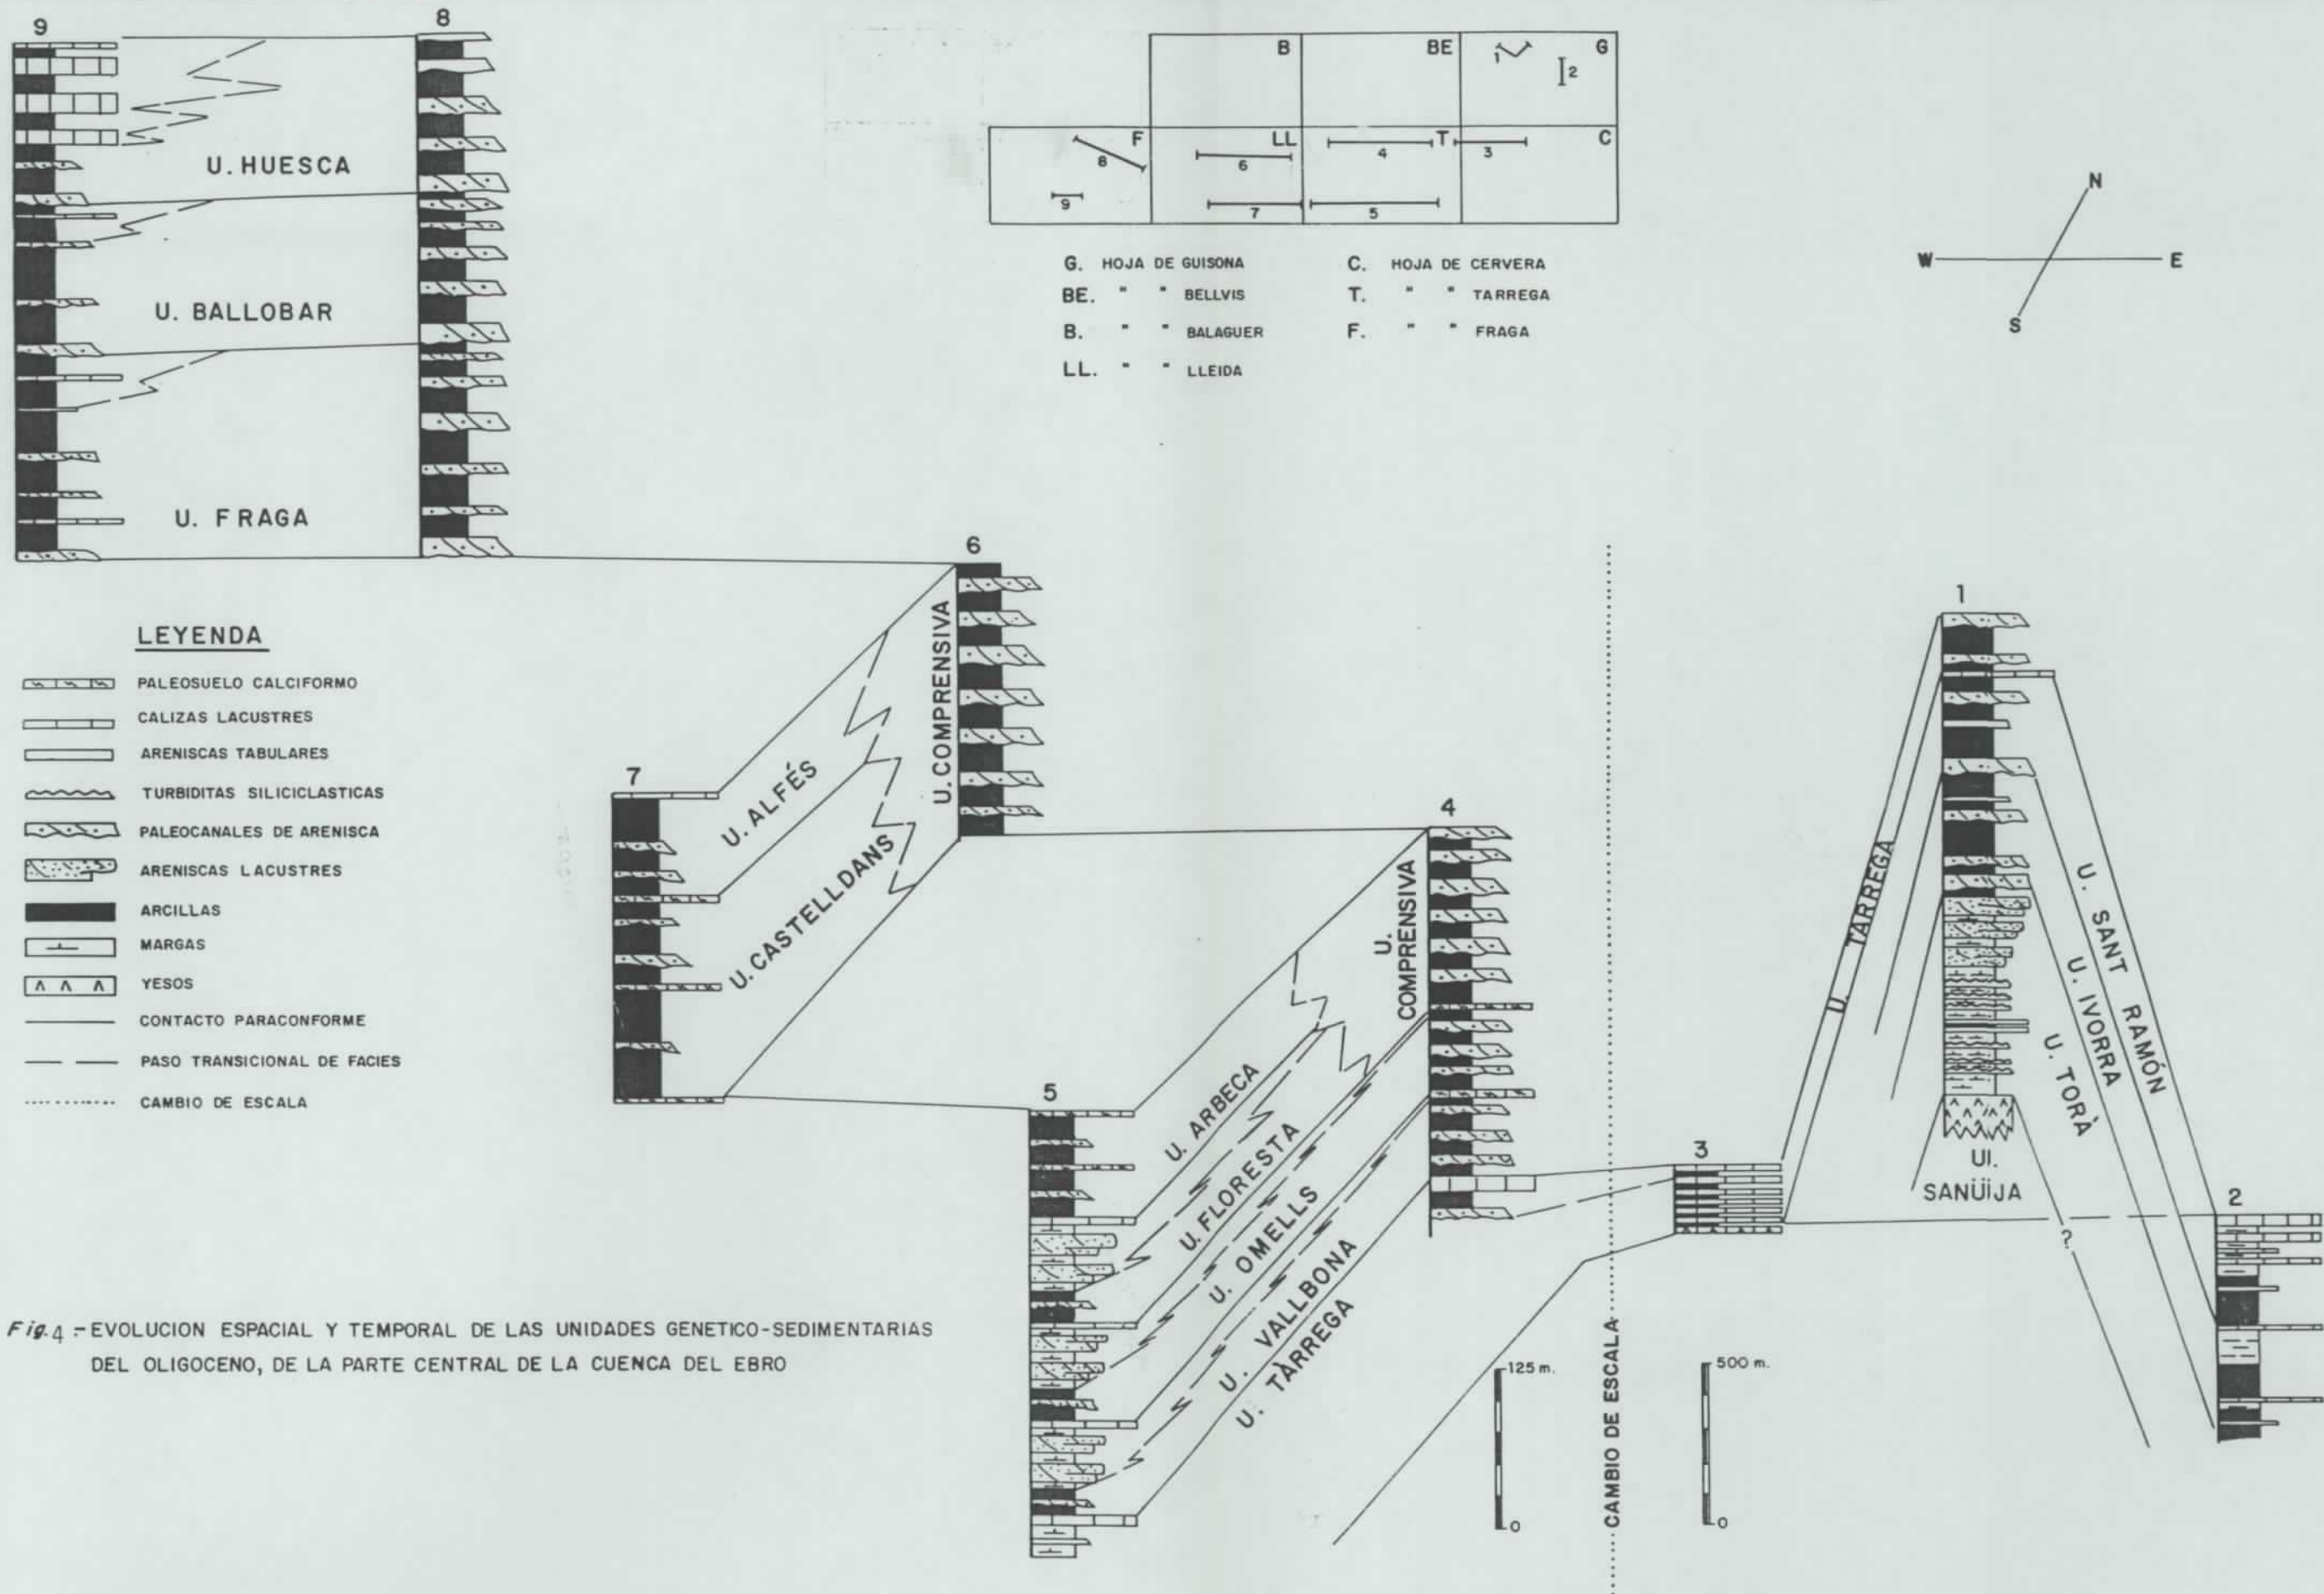 9
8
U. HUESCA
U. BALLOBAR
U. FRAGA
B
BE
G
1
2
F
LL
T
C
8
6
4
3
9
7
5
G. HOJA DE GUISONA
BE. " " BELLVIS
B. " " BALAGUER
LL. " " LLEIDA
C. HOJA DE CERVERA
T. " " TARREGA
F. " " FRAGA
N
W
E
S
LEYENDA
PALEOSUELO CALCIFORMO
CALIZAS LACUSTRES
ARENISCAS TABULARES
TURBIDITAS SILICICLASTICAS
PALEOCANALES DE ARENISCA
ARENISCAS LACUSTRES
ARCILLAS
MARGAS
YESOS
CONTACTO PARACONFORME
PASO TRANSICIONAL DE FACIES
CAMBIO DE ESCALA
6
U. COMPRENSIVA
7
U. ALFÉS
U. CASTELLDANS
4
U. COMPRENSIVA
5
U. ARBECA
U. FLORESTA
U. OMELLS
U. VALLBONA
U. TÀRREGA
3
1
U. TARREGA
U. SANT RAMÓN
U. IVORRA
U. TORÀ
UI.
SANÜIJA
?
2
125 m.
0
CAMBIO DE ESCALA
500 m.
0
Fig. 4 :- EVOLUCION ESPACIAL Y TEMPORAL DE LAS UNIDADES GENETICO-SEDIMENTARIAS
DEL OLIGOCENO, DE LA PARTE CENTRAL DE LA CUENCA DEL EBRO